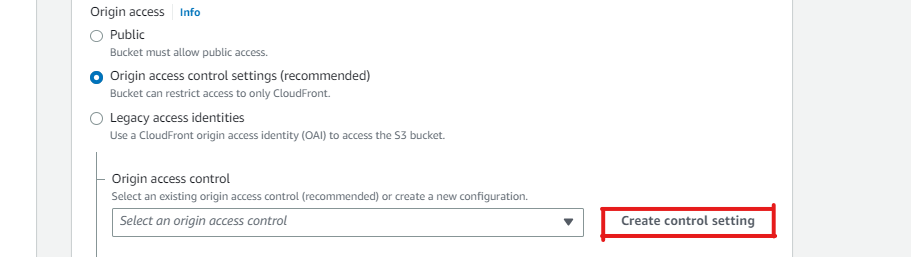 Origin access Info
Public
Bucket must allow public access.
Origin access control settings (recommended)
Bucket can restrict access to only CloudFront.
Legacy access identities
Use a CloudFront origin access identity (OAI) to access the S3 bucket.
Origin access control
Select an existing origin access control (recommended) or create a new configuration.
Select an origin access control Create control setting